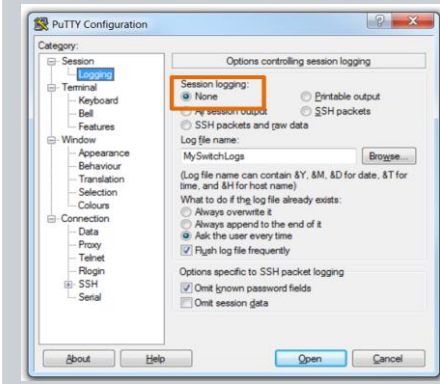 PuTTY Configuration
Category:
Session
Logging
Terminal
Keyboard
Bell
Features
Window
Appearance
Behaviour
Translation
Selection
Colours
Connection
Data
Proxy
Telnet
Rlogin
SSH
Serial
Options controlling session logging
Session logging:
None
Printable output
All session output
SSH packets
SSH packets and raw data
Log file name:
MySwitchLogs
Browse...
(Log file name can contain &Y, &M, &D for date, &T for
time, and &H for host name)
What to do if the log file already exists:
Always overwrite it
Always append to the end of it
Ask the user every time
Flush log file frequently
Options specific to SSH packet logging
Omit known password fields
Omit session data
About
Help
Open
Cancel